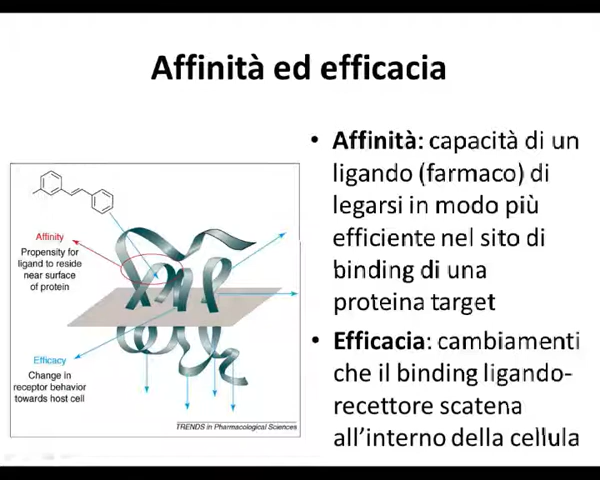 Affinità ed efficacia
Affinity
Propensity for
ligand to reside
near surface
of protein
Efficacy
Change in
receptor behavior
towards host cell
TRENDS in Pharmacological Sciences
• Affinità: capacità di un
ligando (farmaco) di
legarsi in modo più
efficiente nel sito di
binding di una
proteina target
• Efficacia: cambiamenti
che il binding ligando-
recettore scatena
all’interno della cellula